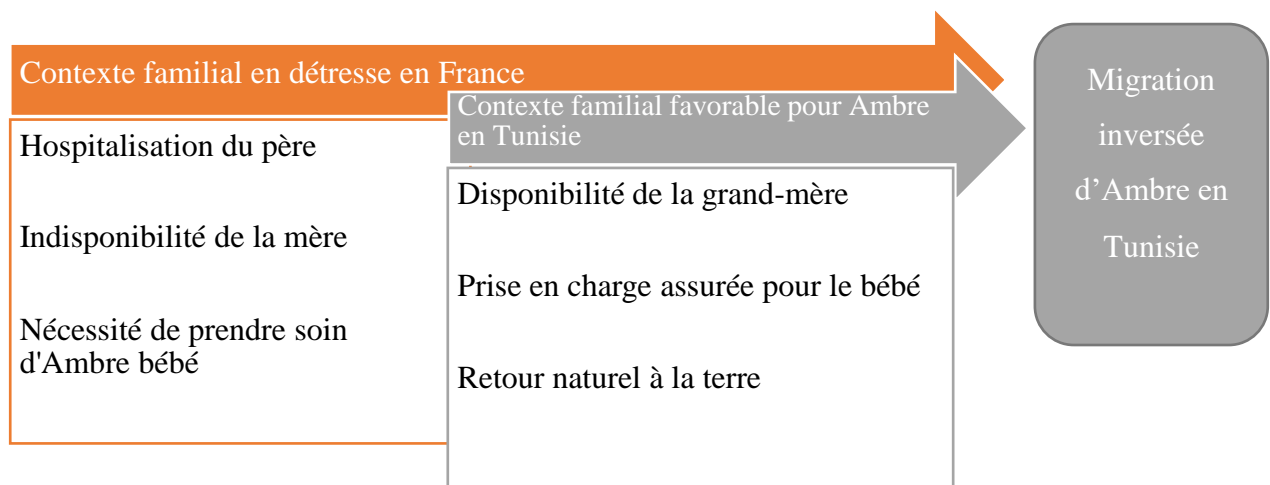 Contexte familial en détresse en France
Hospitalisation du père
Indisponibilité de la mère
Nécessité de prendre soin
d'Ambre bébé
Contexte familial favorable pour Ambre
en Tunisie
Disponibilité de la grand-mère
Prise en charge assurée pour le bébé
Retour naturel à la terre
Migration
inversée
d’Ambre en
Tunisie